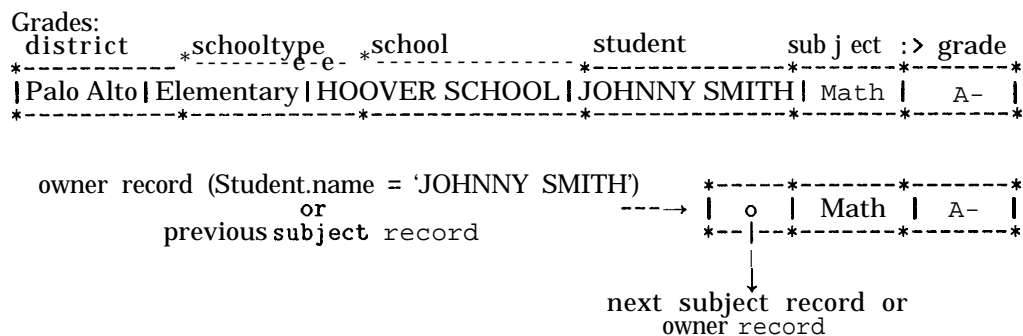 Grades:
district *schooltype *school student subject :> grade
*-----------*- - - - - - e- e- - *- - - - - - - - - - - - - - *--------------*-------*-------*
| Palo Alto | Elementary | HOOVER SCHOOL | JOHNNY SMITH | Math | A- |
*-----------*-----------*--------------*--------------*-------*-------*
owner record (Student.name = ‘JOHNNY SMITH’) *-----*-------*-------*
or ---→ | o | Math | A- |
previous subject record *--|--*-------*-------*
next subject record or
owner record